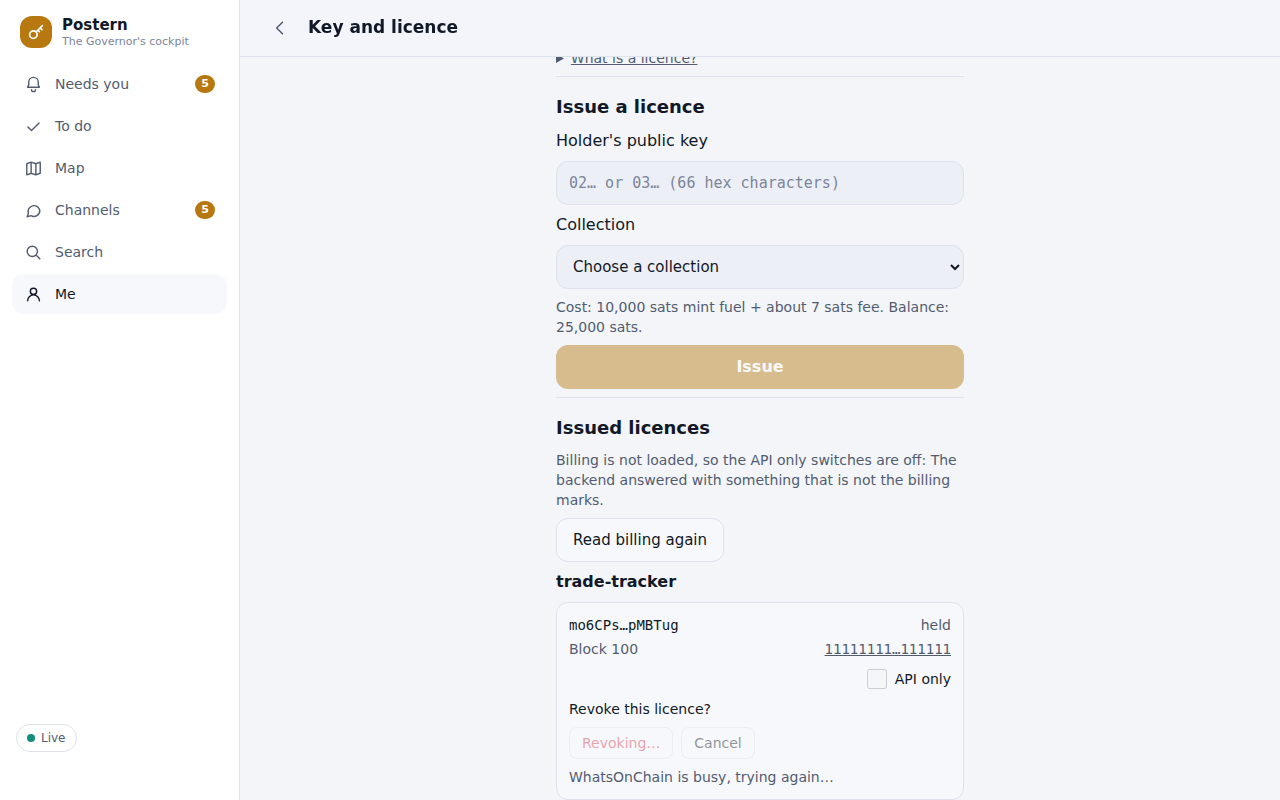 Postern
The Governor's cockpit
Needs you 5
To do
Map
Channels 5
Search
Me
Live
Key and licence
What is a licence?
Issue a licence
Holder's public key
02… or 03… (66 hex characters)
Collection
Choose a collection
Cost: 10,000 sats mint fuel + about 7 sats fee. Balance:
25,000 sats.
Issue
Issued licences
Billing is not loaded, so the API only switches are off: The
backend answered with something that is not the billing
marks.
Read billing again
trade-tracker
mo6CPs…pMBTug held
Block 100 11111111…111111
API only
Revoke this licence?
Revoking… Cancel
WhatsOnChain is busy, trying again…